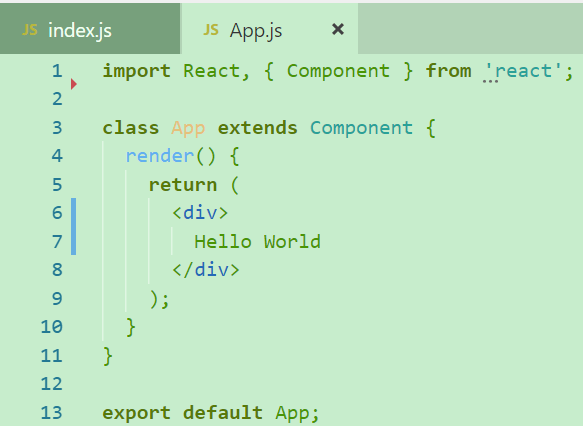 JS index.js JS App.js ×
1 import React, { Component } from 'react';
2
3 class App extends Component {
4   render() {
5     return (
6       <div>
7         Hello World
8       </div>
9     );
10   }
11 }
12
13 export default App;